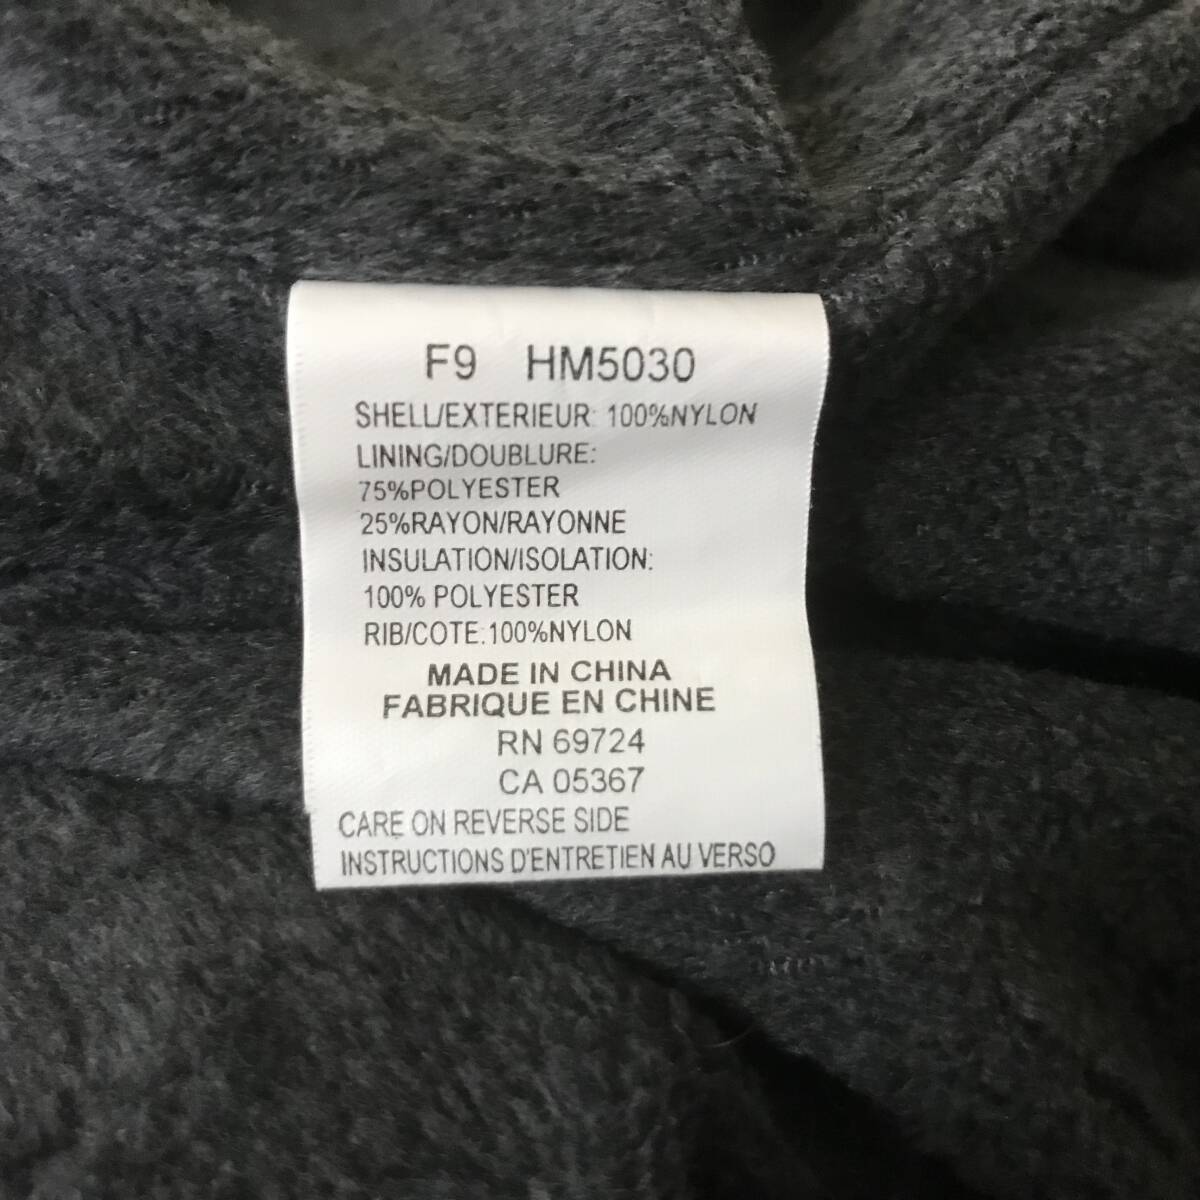 F9 HM5030
SHELL/EXTERIEUR: 100%NYLON
LINING/DOUBLURE:
75%POLYESTER
25%RAYON/RAYONNE
INSULATION/ISOLATION:
100% POLYESTER
RIB/COTE:100%NYLON
MADE IN CHINA
FABRIQUE EN CHINE
RN 69724
CA 05367
CARE ON REVERSE SIDE
INSTRUCTIONS D'ENTRETIEN AU VERSO